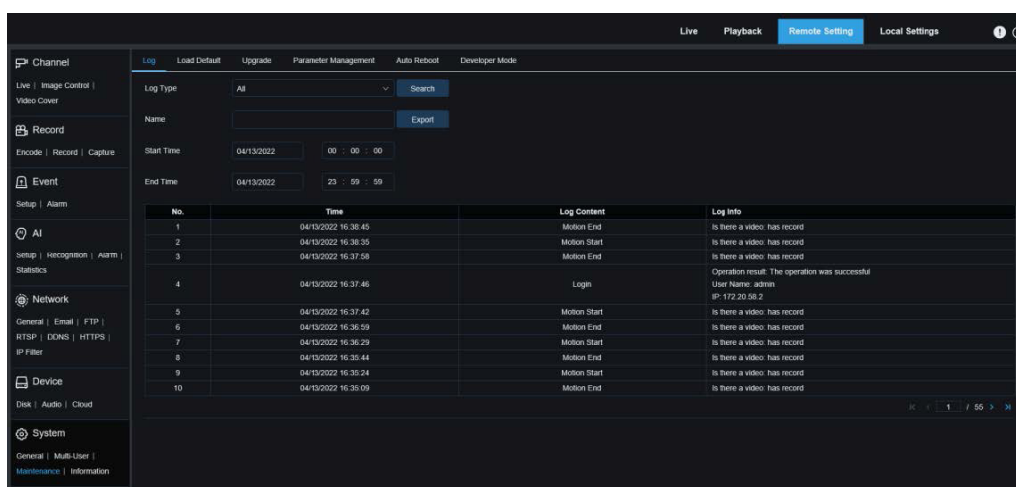 Live Playback Remote Setting Local Settings
Channel
Live | Image Control |
Video Cover
Record
Encode | Record | Capture
Event
Setup | Alarm
AI
Setup | Recognition | Alarm |
Statistics
Network
General | Email | FTP |
RTSP | DDNS | HTTPS |
IP Filter
Device
Disk | Audio | Cloud
System
General | Multi-User |
Maintenance | Information
Log Load Default Upgrade Parameter Management Auto Reboot Developer Mode
Log Type All Search
Name Export
Start Time 04/13/2022 00 : 00 : 00
End Time 04/13/2022 23 : 59 : 59
No. Time Log Content Log Info
1 04/13/2022 16:38:45 Motion End Is there a video: has record
2 04/13/2022 16:38:35 Motion Start Is there a video: has record
3 04/13/2022 16:37:58 Motion End Is there a video: has record
4 04/13/2022 16:37:46 Login Operation result: The operation was successful
User Name: admin
IP: 172.20.58.2
5 04/13/2022 16:37:42 Motion Start Is there a video: has record
6 04/13/2022 16:36:59 Motion End Is there a video: has record
7 04/13/2022 16:36:29 Motion Start Is there a video: has record
8 04/13/2022 16:35:44 Motion End Is there a video: has record
9 04/13/2022 16:35:24 Motion Start Is there a video: has record
10 04/13/2022 16:35:09 Motion End Is there a video: has record
1 / 55